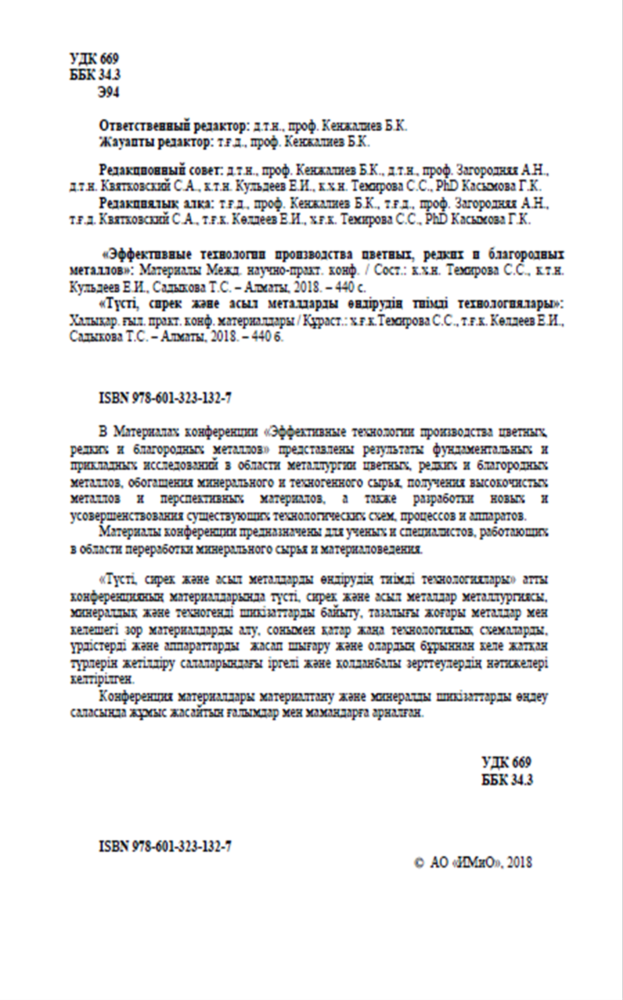 УДК 669
ББК 34.3
Э94
Ответственный редактор: д.т.н., проф. Кенжалиев Б.К.
Жауапты редактор: т.ғ.д., проф. Кенжалиев Б.К.
Редакционный совет: д.т.н., проф. Кенжалиев Б.К., д.т.н., проф. Загородняя А.Н.,
д.т.н. Квятковский С.А., к.т.н. Кульдеев Е.И., к.х.н. Темирова С.С., PhD Касымова Г.К.
Редакциялық алқа: т.ғ.д., проф. Кенжалиев Б.К., т.ғ.д., проф. Загородняя А.Н.,
т.ғ.д. Квятковский С.А., т.ғ.к. Көлдеев Е.И., х.ғ.к. Темирова С.С., PhD Касымова Г.К.
«Эффективные технологии производства цветных, редких и благородных
металлов»: Материалы Межд. научно-практ. конф. / Сост.: к.х.н. Темирова С.С., к.т.н.
Кульдеев Е.И., Садыкова Т.С. – Алматы, 2018. – 440 с.
«Түсті, сирек және асыл металдарды өндірудің тиімді технологиялары»:
Халықар. ғыл. практ. конф. материалдары / Құраст.: х.ғ.к.Темирова С.С., т.ғ.к. Көлдеев Е.И.,
Садыкова Т.С. – Алматы, 2018. – 440 б.
ISBN 978-601-323-132-7
В Материалах конференции «Эффективные технологии производства цветных,
редких и благородных металлов» представлены результаты фундаментальных и
прикладных исследований в области металлургии цветных, редких и благородных
металлов, обогащения минерального и техногенного сырья, получения высокочистых
металлов и перспективных материалов, а также разработки новых и
усовершенствования существующих технологических схем, процессов и аппаратов.
Материалы конференции предназначены для ученых и специалистов, работающих
в области переработки минерального сырья и материаловедения.
«Түсті, сирек және асыл металдарды өндірудің тиімді технологиялары» атты
конференцияның материалдарында түсті, сирек және асыл металдар металлургиясы,
минералдық және техногенді шикізаттарды байыту, тазалығы жоғары металдар мен
келешегі зор материалдарды алу, сонымен қатар жаңа технологиялық схемаларды,
үрдістерді және аппараттарды жасап шығару және олардың бұрыннан келе жатқан
түрлерін жетілдіру салаларындағы іргелі және қолданбалы зерттеулердің нәтижелері
келтірілген.
Конференция материалдары материалтану және минералды шикізаттарды өңдеу
саласында жұмыс жасайтын ғалымдар мен мамандарға арналған.
УДК 669
ББК 34.3
ISBN 978-601-323-132-7
© АО «ИМиО», 2018